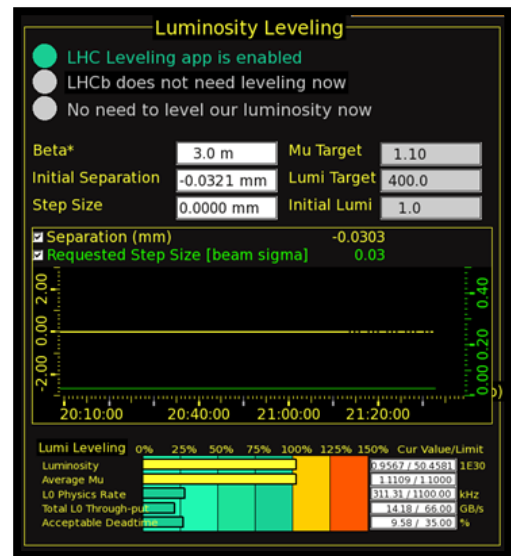 Luminosity Leveling
LHC Leveling app is enabled
LHCb does not need leveling now
No need to level our luminosity now
Beta* 3.0 m Mu Target 1.10
Initial Separation -0.0321 mm Lumi Target 400.0
Step Size 0.0000 mm Initial Lumi 1.0
Separation (mm) -0.0303
Requested Step Size [beam sigma] 0.03
2.00 0.40
0.00 0.20
-2.00 0.00
20:10:00 20:40:00 21:00:00 21:20:00
Lumi Leveling 0% 25% 50% 75% 100% 125% 150% Cur Value/Limit
Luminosity 0.9567 / 50.4581 1E30
Average Mu 1.1109 / 1.1000
L0 Physics Rate 311.31 / 1100.00 kHz
Total L0 Through-put 14.18 / 66.00 GB/s
Acceptable Deadtime 9.58 / 35.00 %